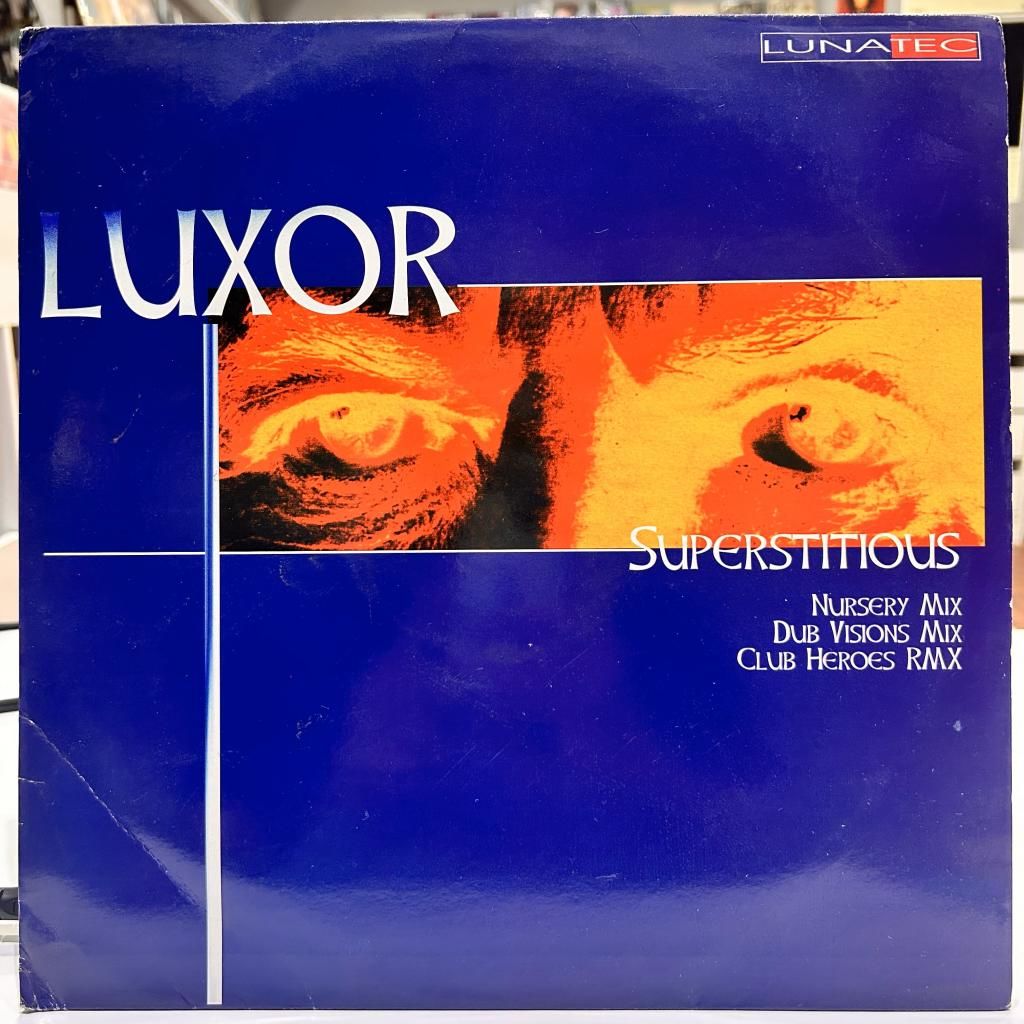 LUNATEC
LUXOR
SUPERSTITIOUS
NURSERY MIX
DUB VISIONS MIX
CLUB HEROES RMX